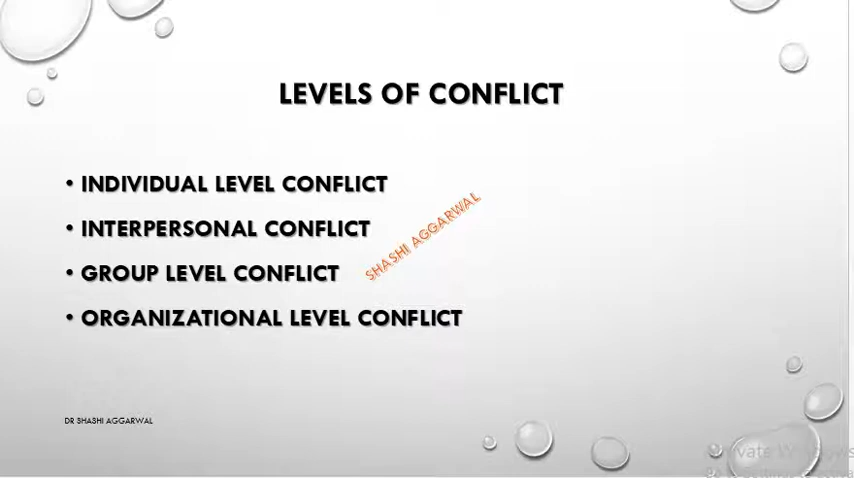 LEVELS OF CONFLICT
• INDIVIDUAL LEVEL CONFLICT
• INTERPERSONAL CONFLICT
SHASHI AGGARWAL
• GROUP LEVEL CONFLICT
• ORGANIZATIONAL LEVEL CONFLICT
DR SHASHI AGGARWAL